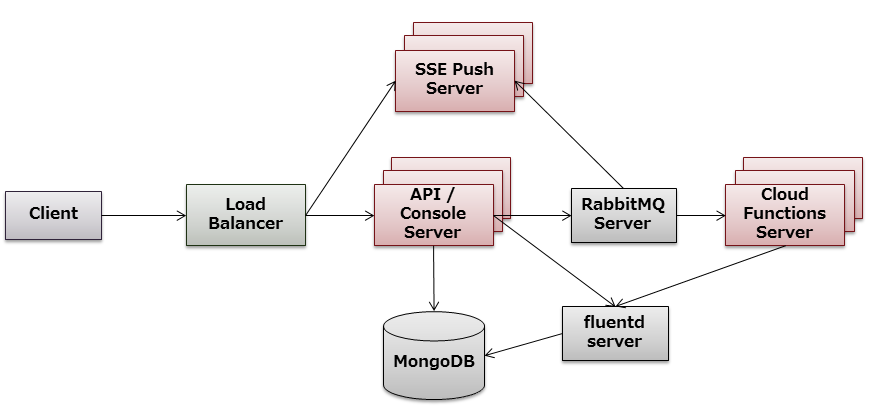 SSE Push
Server
Client
Load
Balancer
API /
Console
Server
RabbitMQ
Server
Cloud
Functions
Server
MongoDB
fluentd
server